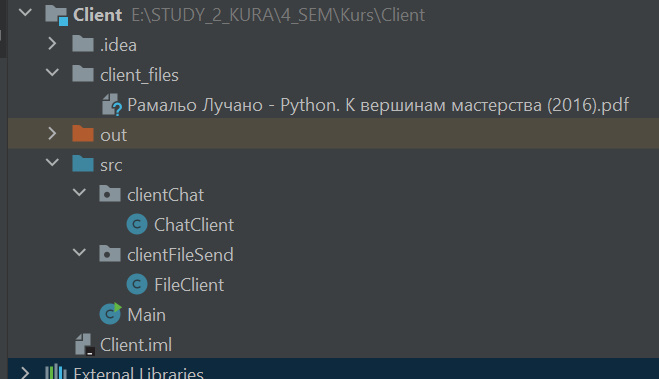 Client E:\STUDY_2_KURA\4_SEM\Kurs\Client
.idea
client_files
Рамальо Лучано - Python. К вершинам мастерства (2016).pdf
out
src
clientChat
ChatClient
clientFileSend
FileClient
Main
Client.iml
External Libraries